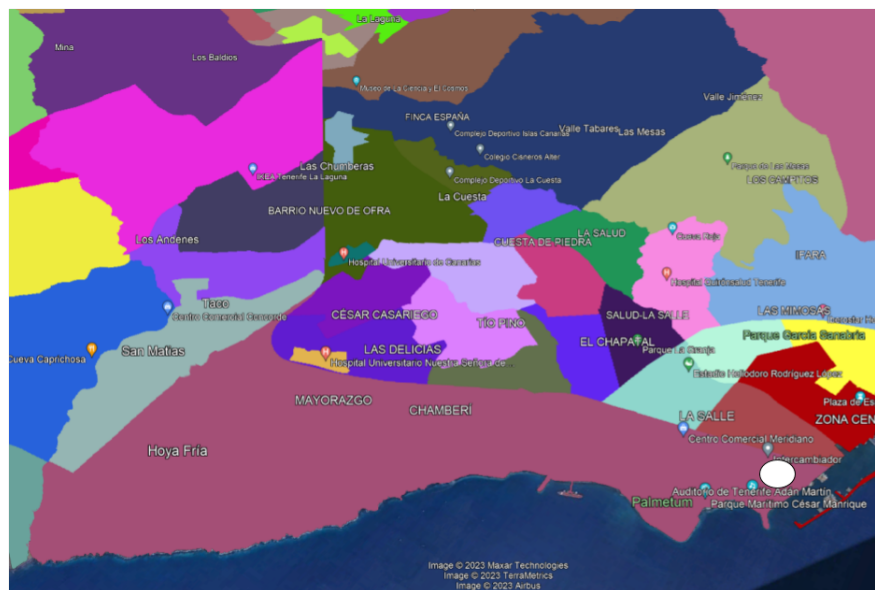 La Laguna
Mina
Los Baldíos
Museo de La Ciencia y El Cosmos
Valle Jiménez
FINCA ESPAÑA
Complejo Deportivo Islas Canarias
Valle Tabares
Las Mesas
Colegio Cisneros Alter
Parque de Las Mesas
Las Chumberas
IKEA Tenerife La Laguna
Complejo Deportivo La Cuesta
LOS CAMPITOS
La Cuesta
BARRIO NUEVO DE OFRA
Los Andenes
CUESTA DE PIEDRA
LA SALUD
IFARA
Hospital Universitario de Canarias
Hospital Quirónsalud Tenerife
Taco
Centro Comercial Concorde
CÉSAR CASARIEGO
TÍO PINO
SALUD-LA SALLE
LAS MIMOSAS
San Matías
Cueva Caprichosa
LAS DELICIAS
EL CHAPATAL
Parque La Granja
Parque García Sanabria
Hospital Universitario Nuestra Señora de...
Estadio Heliodoro Rodríguez López
MAYORAZGO
CHAMBERÍ
LA SALLE
Plaza de Es
ZONA CEN
Centro Comercial Meridiano
Hoya Fría
Intercambiador
Auditorio de Tenerife Adán Martín
Palmetum
Parque Marítimo César Manrique
Image © 2023 Maxar Technologies
Image © 2023 TerraMetrics
Image © 2023 Airbus